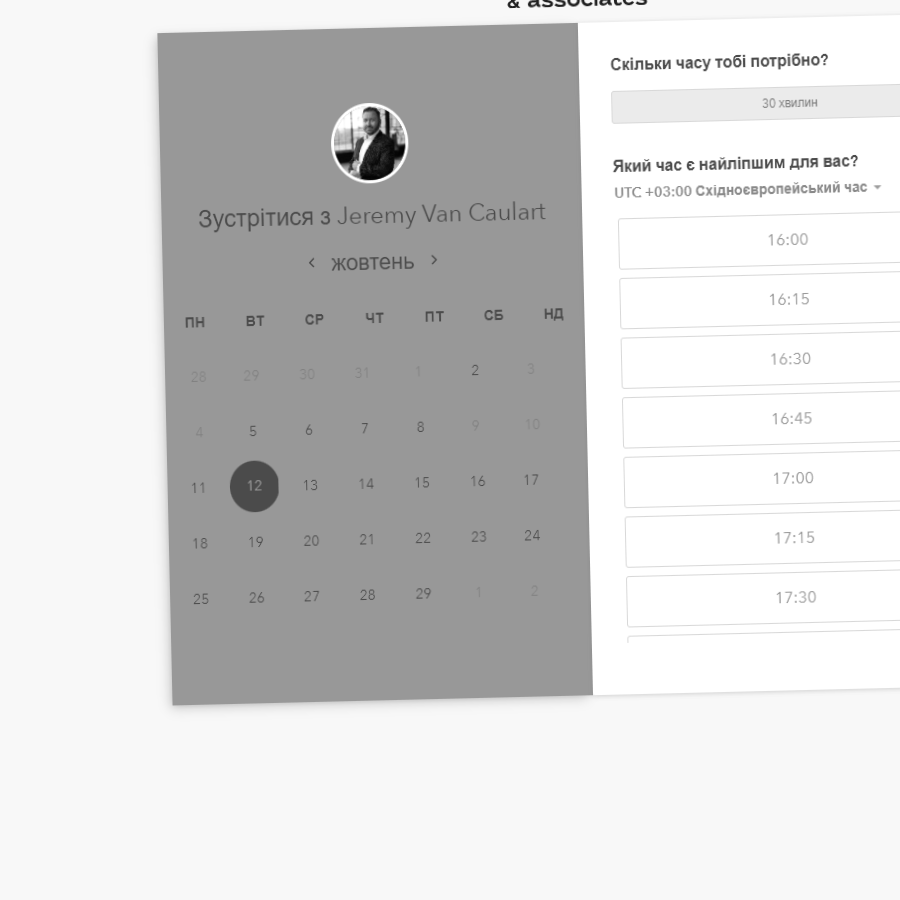 & associates
Зустрітися з Jeremy Van Caulart
жовтень
ПН ВТ СР ЧТ ПТ СБ НД
28 29 30 31 1 2 3
4 5 6 7 8 9 10
11 12 13 14 15 16 17
18 19 20 21 22 23 24
25 26 27 28 29 1 2
Скільки часу тобі потрібно?
30 хвилин
Який час є найліпшим для вас?
UTC +03:00 Східноєвропейський час
16:00
16:15
16:30
16:45
17:00
17:15
17:30